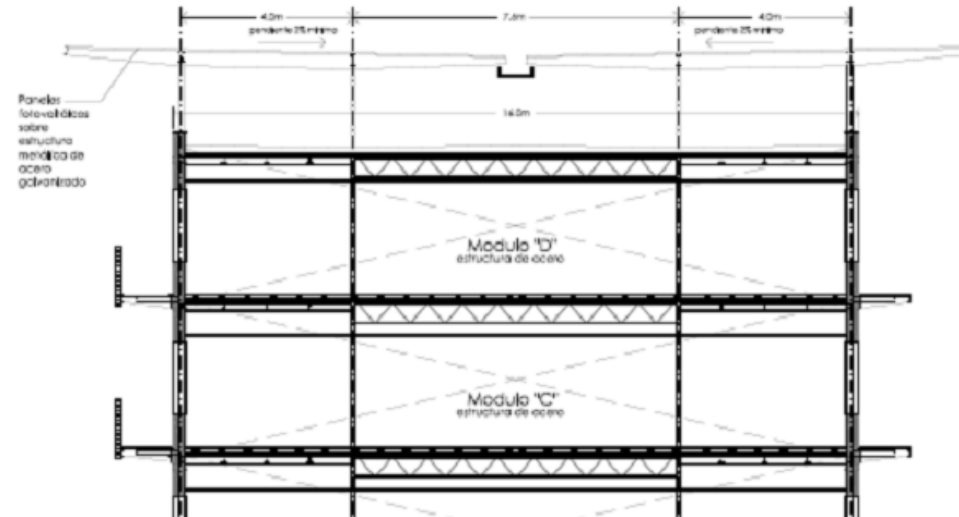 4.0m
7.6m
4.0m
pendiente 2% mínimo
pendiente 2% mínimo
Paneles
fotovoltáicos
sobre
estructura
metálica de
acero
galvanizado
16.0m
Modulo "D"
estructura de acero
Modulo "C"
estructura de acero